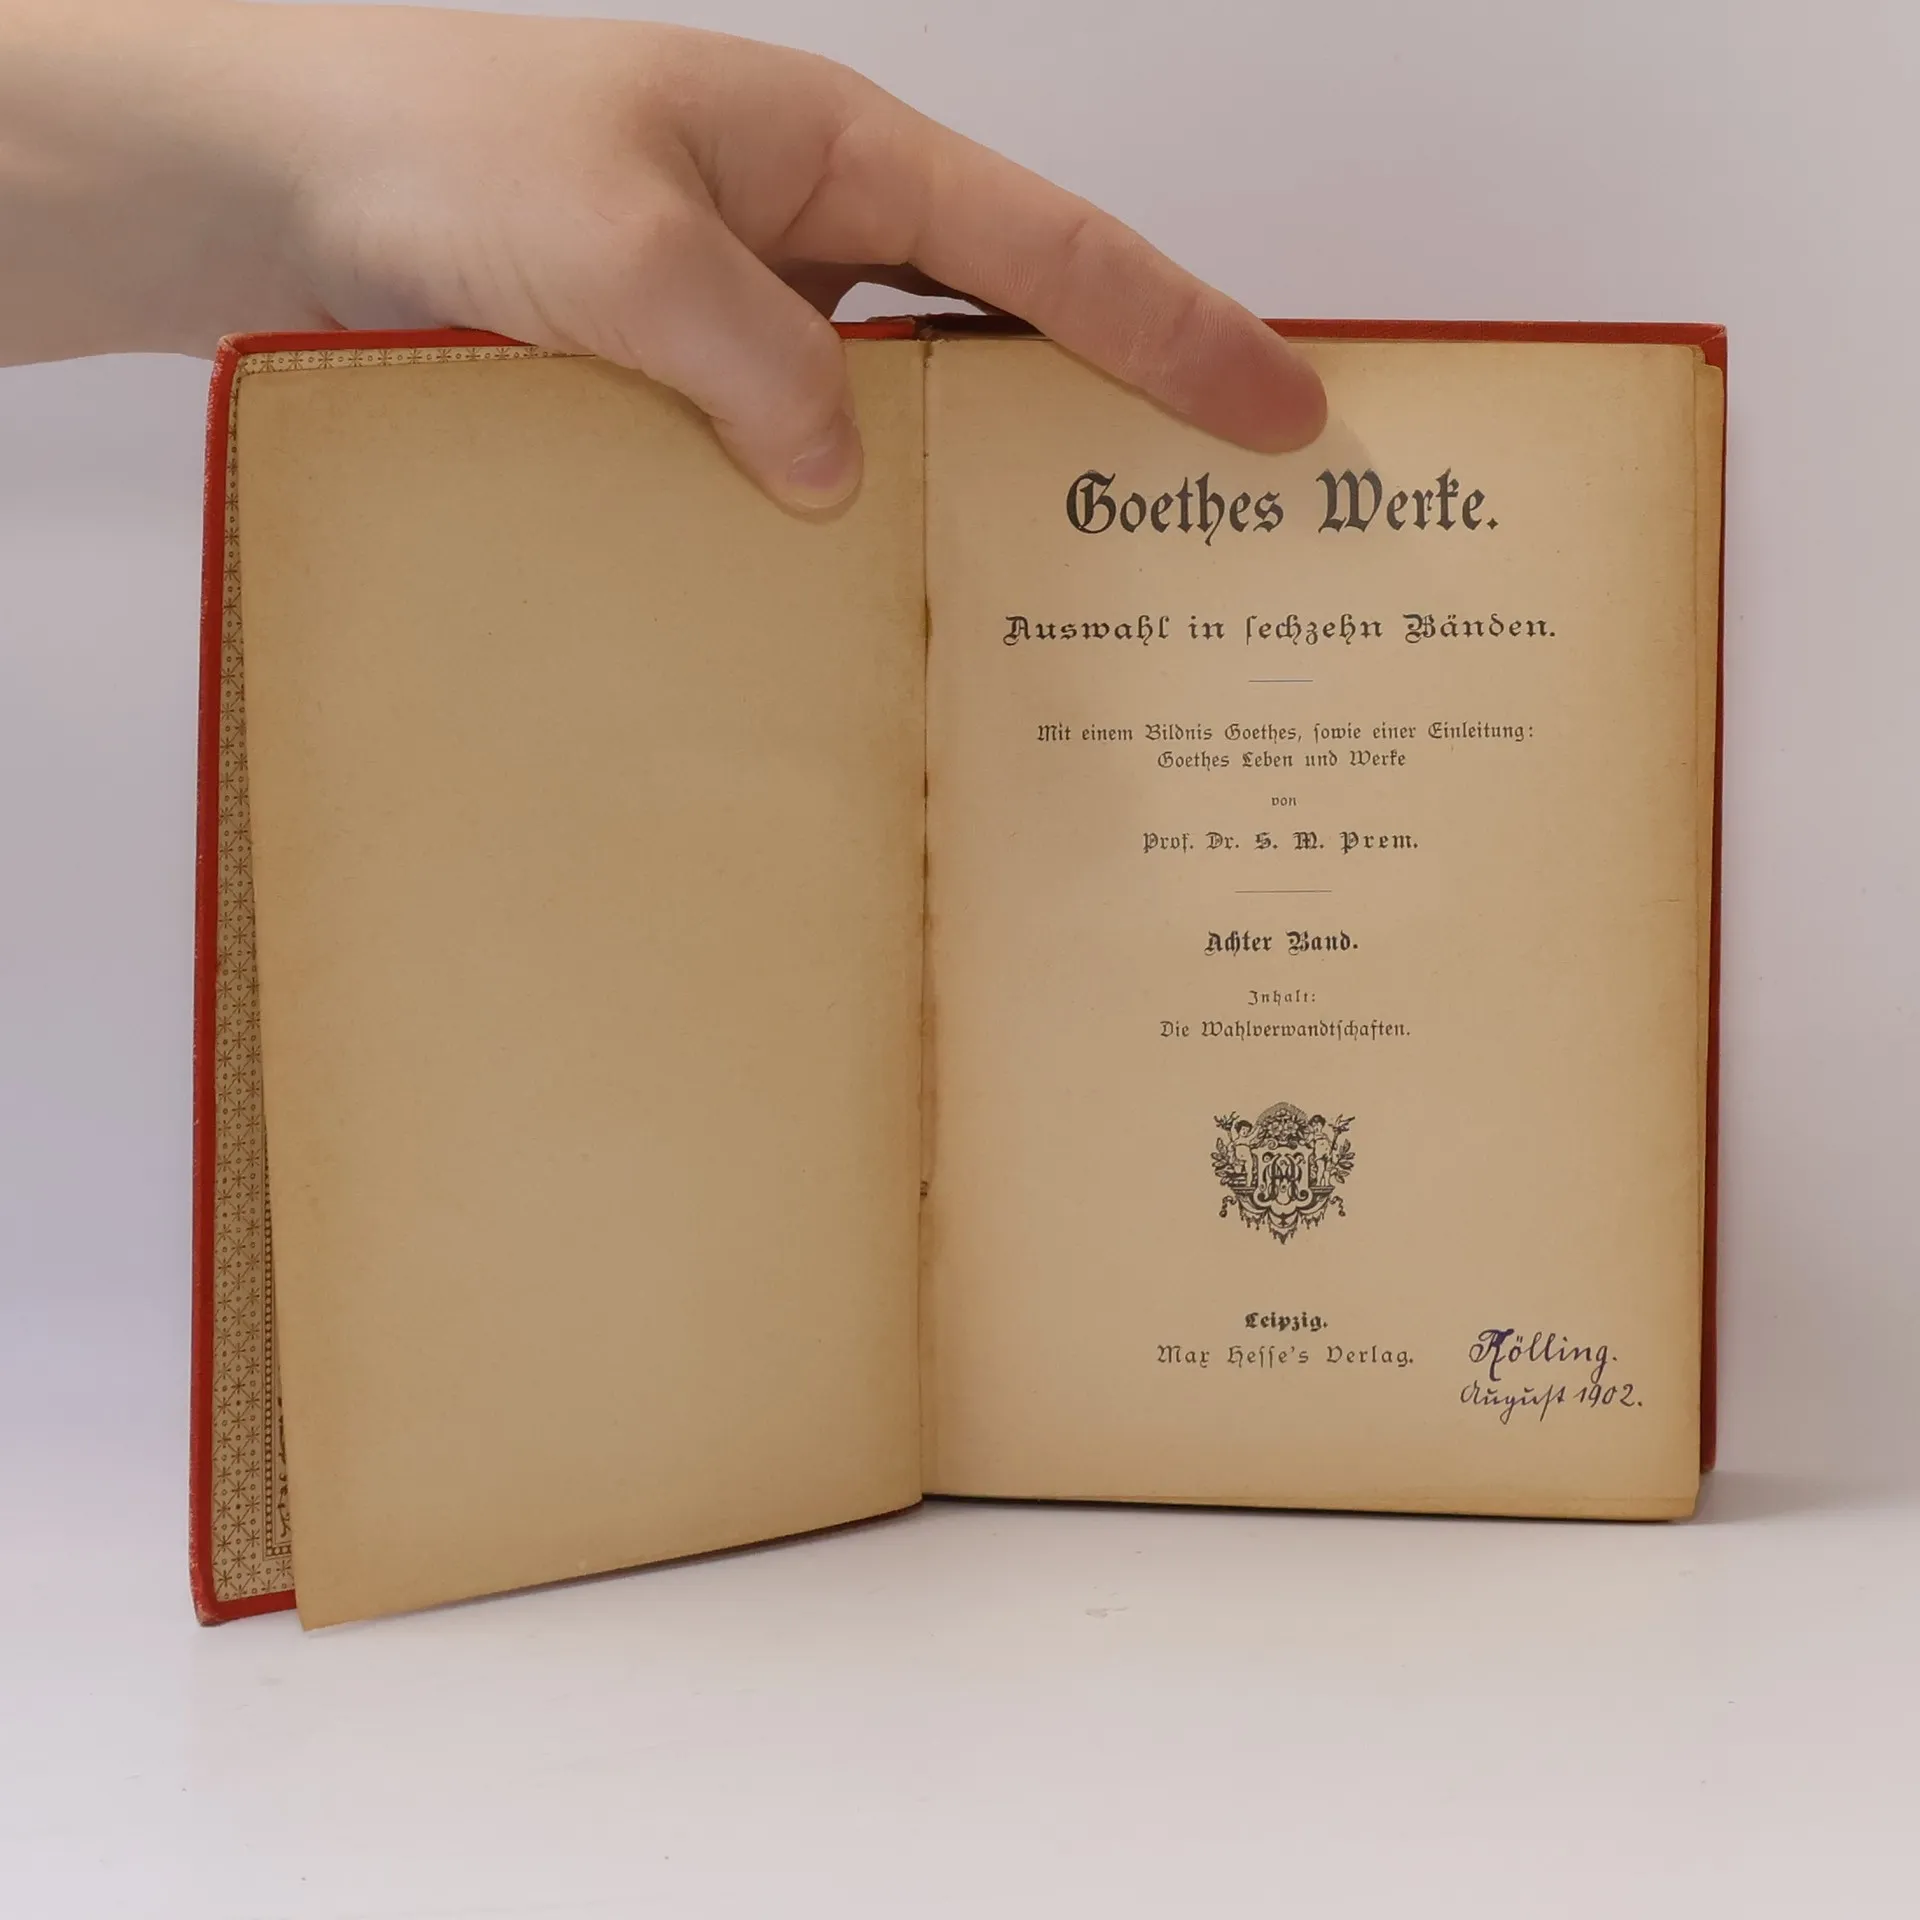 Goethes Werke.
Auswahl in sechzehn Bänden.
Mit einem Bildnis Goethes, sowie einer Einleitung:
Goethes Leben und Werke
von
Prof. Dr. S. M. Prem.
Achter Band.
Inhalt:
Die Wahlverwandtschaften.
Leipzig.
Max Hesse's Verlag.
Rölling.
August 1902.